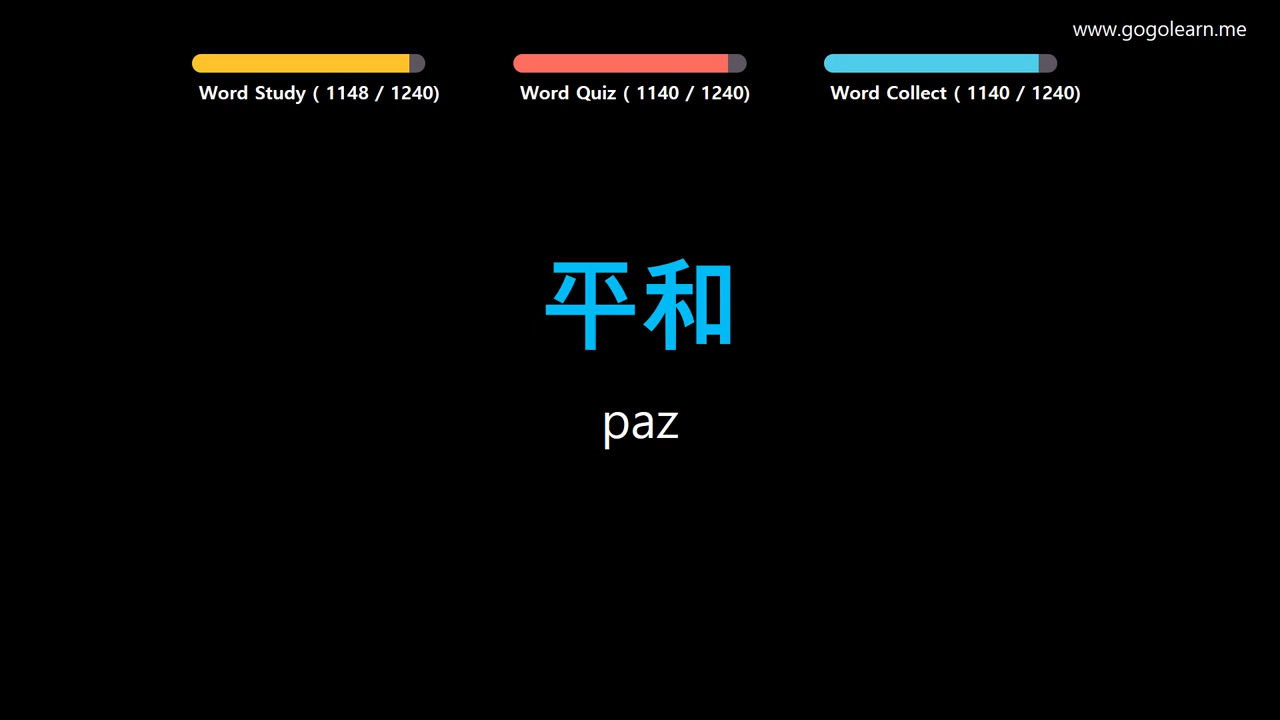 www.gogolearn.me
Word Study ( 1148 / 1240)
Word Quiz ( 1140 / 1240)
Word Collect ( 1140 / 1240)
平和
paz